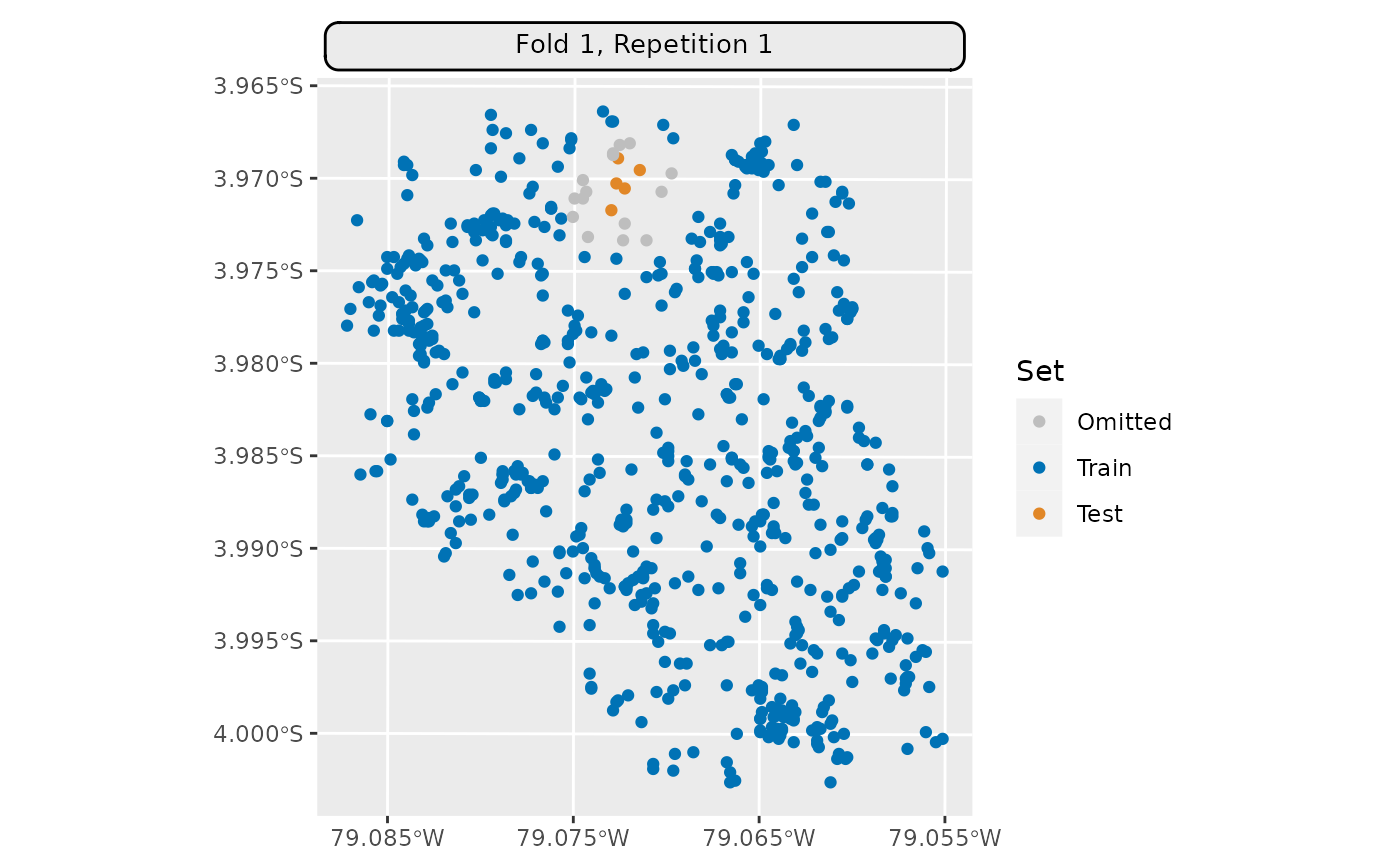 Fold 1, Repetition 1
3.965°S
3.970°S
3.975°S
3.980°S
3.985°S
3.990°S
3.995°S
4.000°S
79.085°W 79.075°W 79.065°W 79.055°W
Set
Omitted
Train
Test